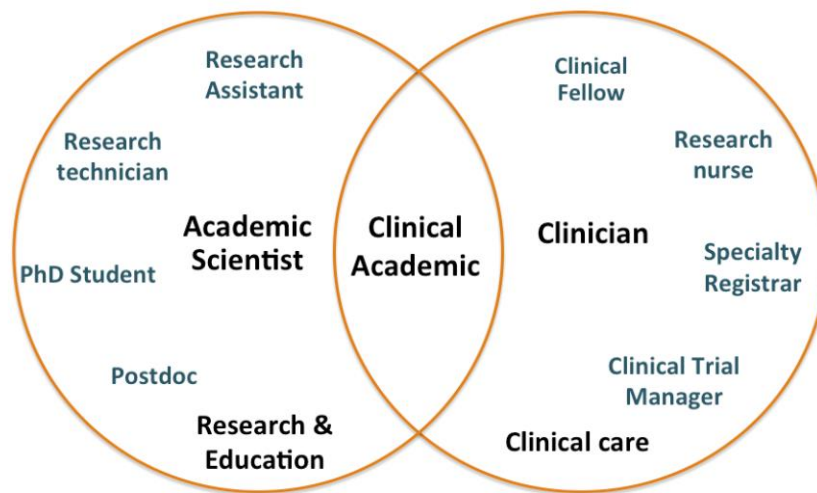 Research
Assistant
Research
technician
Academic
Scientist
PhD Student
Postdoc
Research &
Education
Clinical
Academic
Clinical
Fellow
Research
nurse
Clinician
Specialty
Registrar
Clinical Trial
Manager
Clinical care